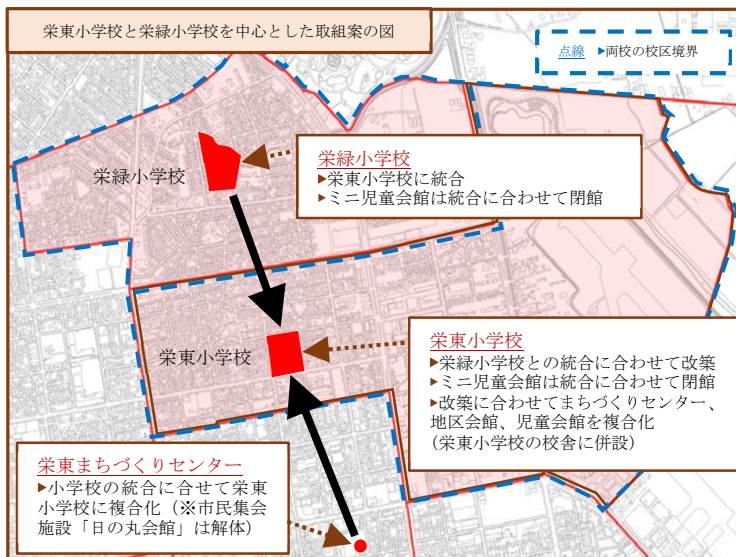 栄東小学校と栄緑小学校を中心とした取組案の図
点線 ▶両校の校区境界
栄緑小学校
栄緑小学校
▶栄東小学校に統合
▶ミニ児童会館は統合に合わせて閉館
栄東小学校
栄東小学校
▶栄緑小学校との統合に合わせて改築
▶ミニ児童会館は統合に合わせて閉館
▶改築に合わせてまちづくりセンター、
地区会館、児童会館を複合化
(栄東小学校の校舎に併設)
栄東まちづくりセンター
▶小学校の統合に合せて栄東
小学校に複合化（※市民集会
施設「日の丸会館」は解体）